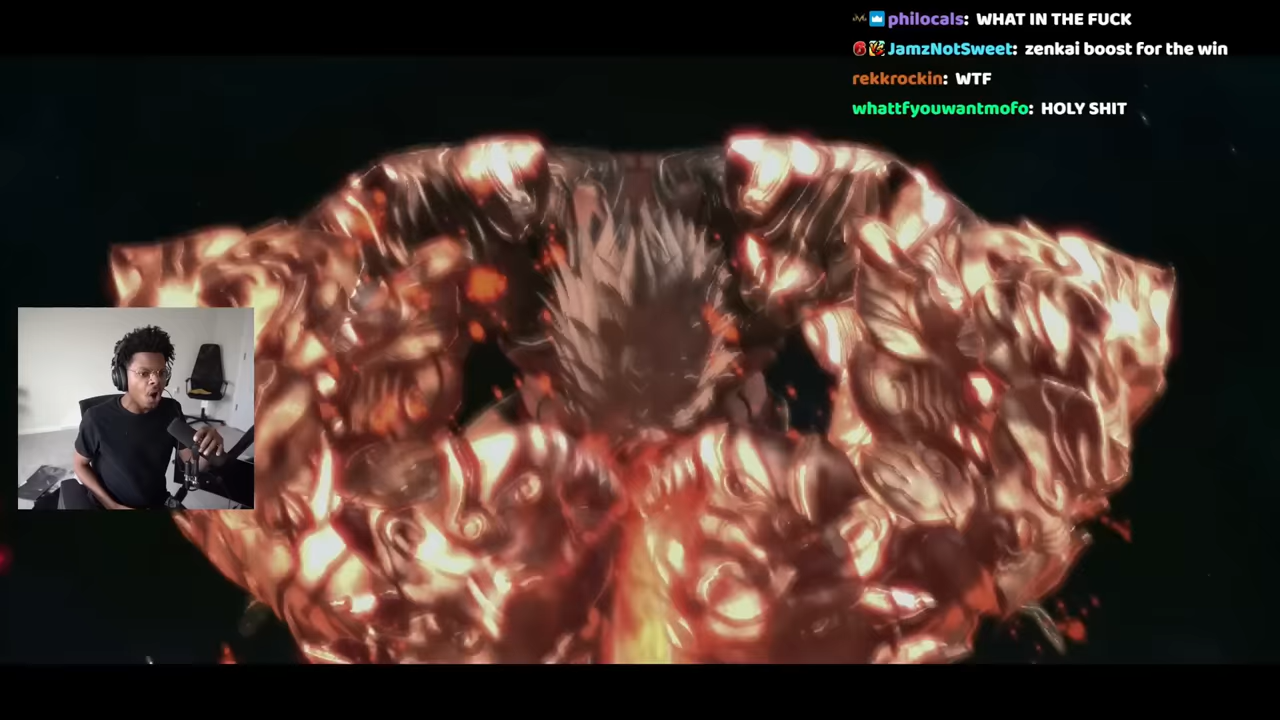 philocals: WHAT IN THE FUCK
JamzNotSweet: zenkai boost for the win
rekkrockin: WTF
whattfyouwantmofo: HOLY SHIT